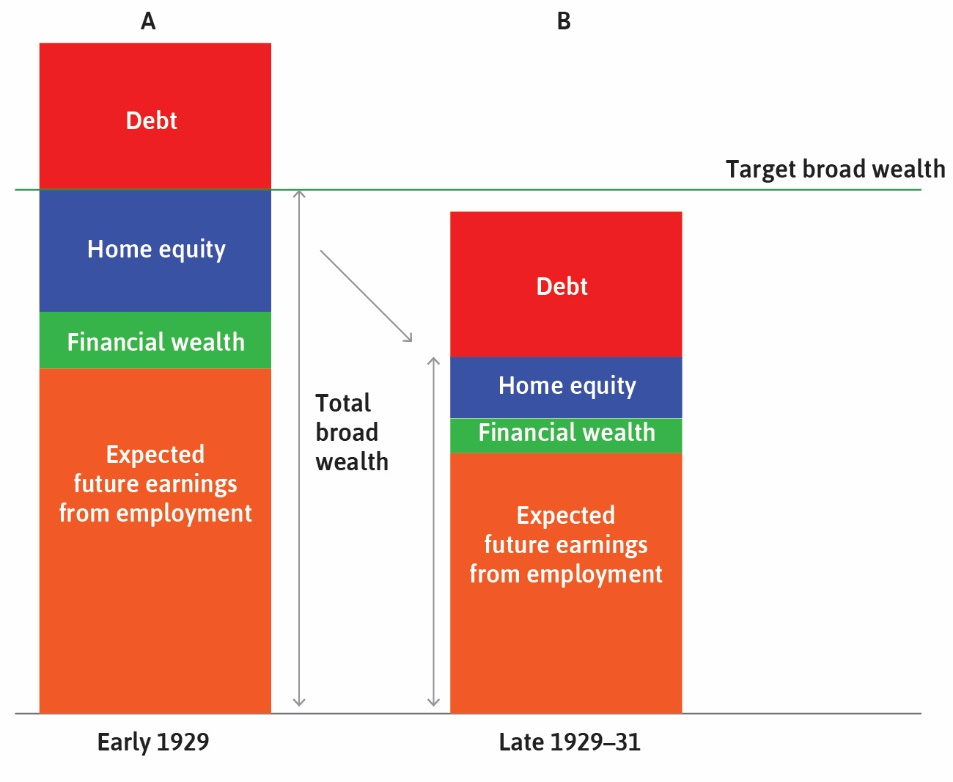 A
B
Debt
Target broad wealth
Home equity
Financial wealth
Expected
future earnings
from employment
Total
broad
wealth
Debt
Home equity
Financial wealth
Expected
future earnings
from employment
Early 1929
Late 1929–31